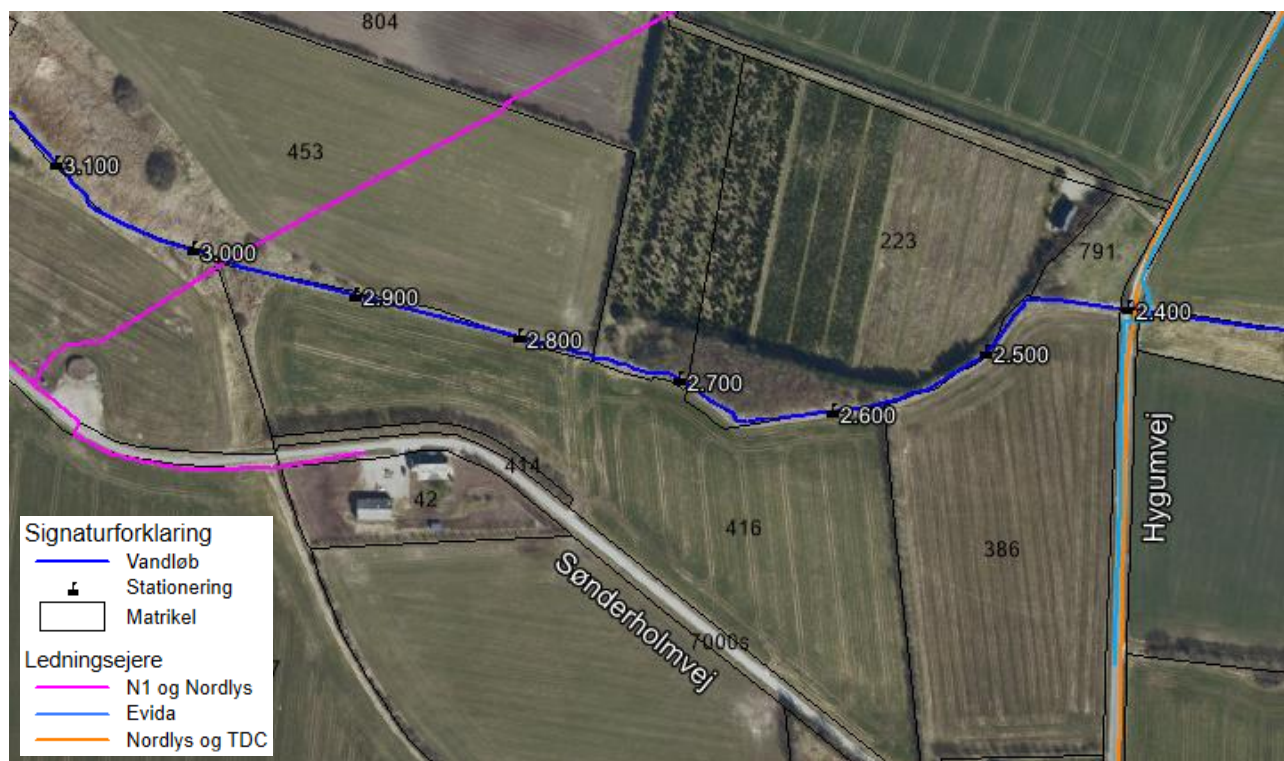 804
453
3.100
223
3.000
791
2.900
2.400
2.800
2.500
2.700
2.600
Hygumvej
414
42
416
386
Sønderholmvej
7000s
7
Signaturforklaring
Vandløb
Stationering
Matrikel
Ledningsejere
N1 og Nordlys
Evida
Nordlys og TDC